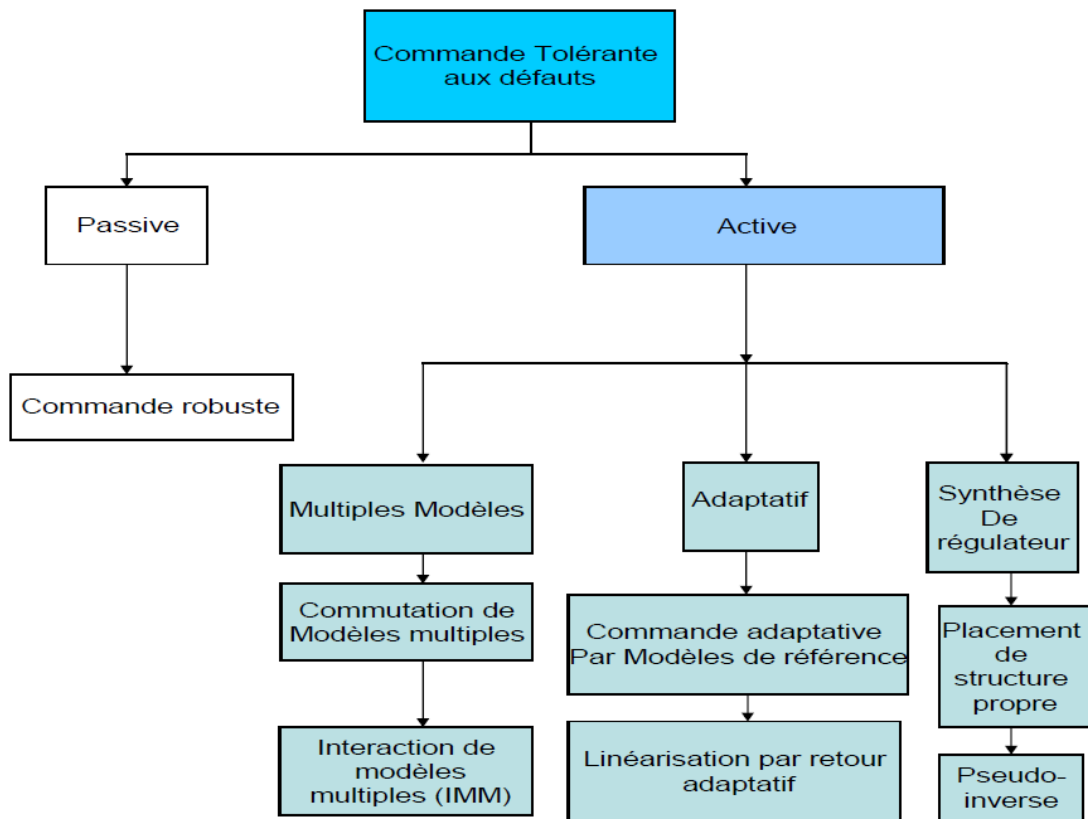 Commande Tolérante
aux défauts
Passive
Active
Commande robuste
Multiples Modèles
Adaptatif
Synthèse
De
régulateur
Commutation de
Modèles multiples
Commande adaptative
Par Modèles de référence
Placement
de
structure
propre
Interaction de
modèles
multiples (IMM)
Linéarisation par retour
adaptatif
Pseudo-
inverse